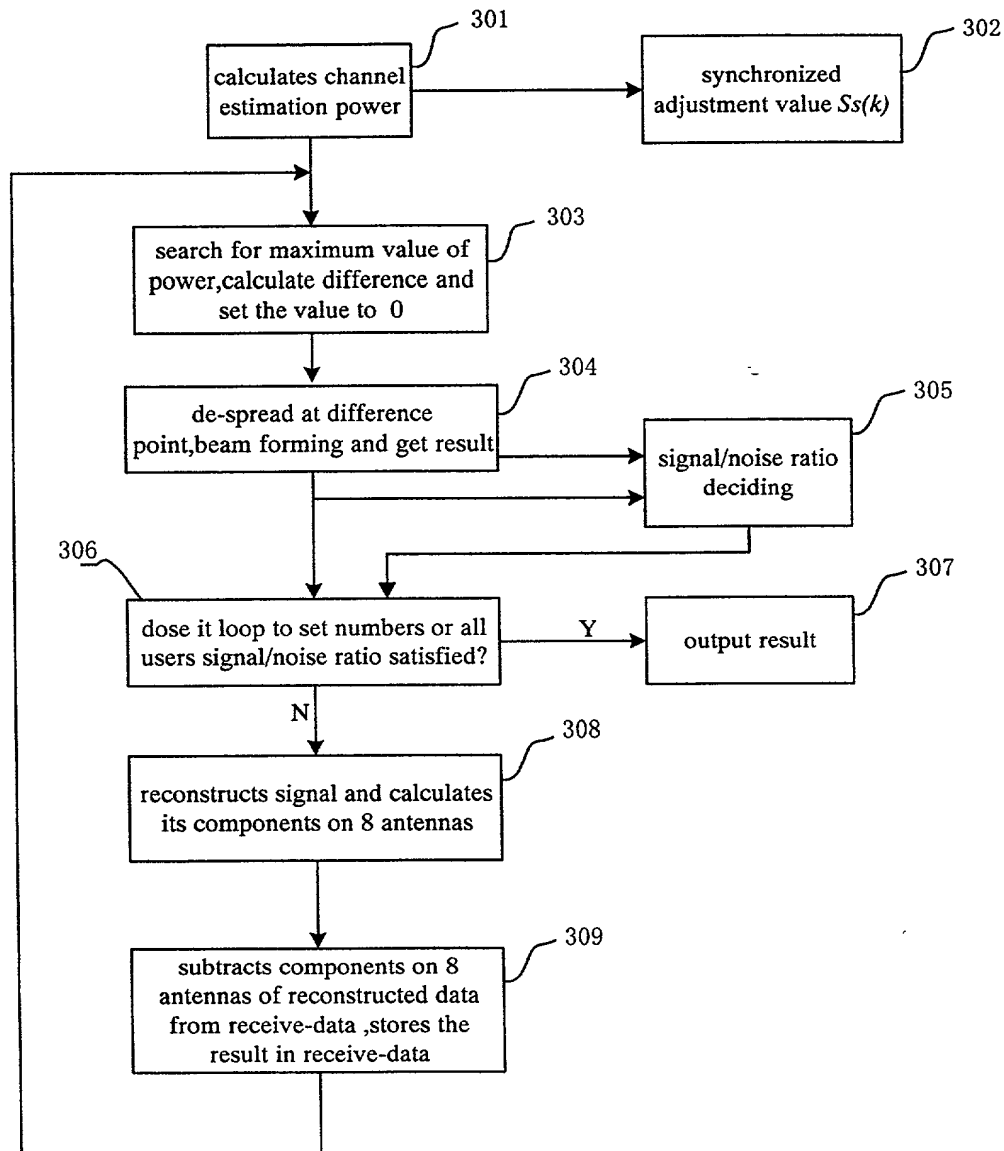 301
calculates channel
estimation power
302
synchronized
adjustment value Ss(k)
303
search for maximum value of
power,calculate difference and
set the value to 0
304
de-spread at difference
point,beam forming and get result
305
signal/noise ratio
deciding
306
dose it loop to set numbers or all
users signal/noise ratio satisfied?
Y
307
output result
N
308
reconstructs signal and calculates
its components on 8 antennas
309
subtracts components on 8
antennas of reconstructed data
from receive-data ,stores the
result in receive-data